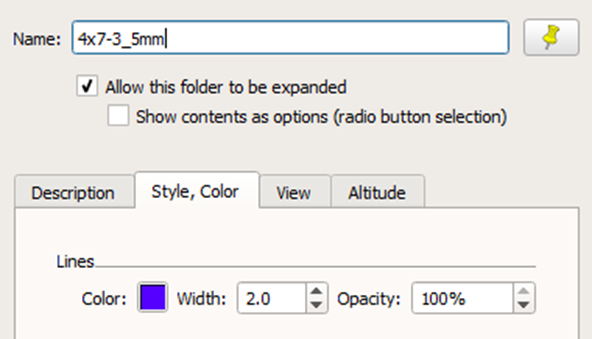 Name: 4x7-3_5mm
Allow this folder to be expanded
Show contents as options (radio button selection)
Description Style, Color View Altitude
Lines
Color: Width: 2.0 Opacity: 100%